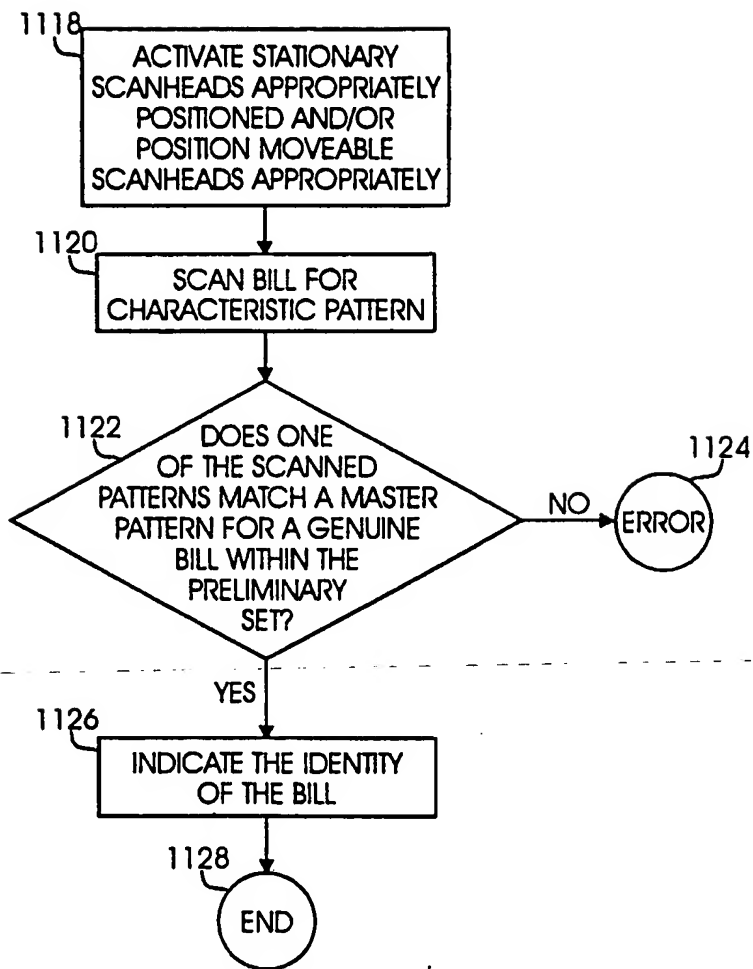 1118
ACTIVATE STATIONARY
SCANHEADS APPROPRIATELY
POSITIONED AND/OR
POSITION MOVEABLE
SCANHEADS APPROPRIATELY
1120
SCAN BILL FOR
CHARACTERISTIC PATTERN
1122
DOES ONE
OF THE SCANNED
PATTERNS MATCH A MASTER
PATTERN FOR A GENUINE
BILL WITHIN THE
PRELIMINARY
SET?
NO
1124
ERROR
YES
1126
INDICATE THE IDENTITY
OF THE BILL
1128
END